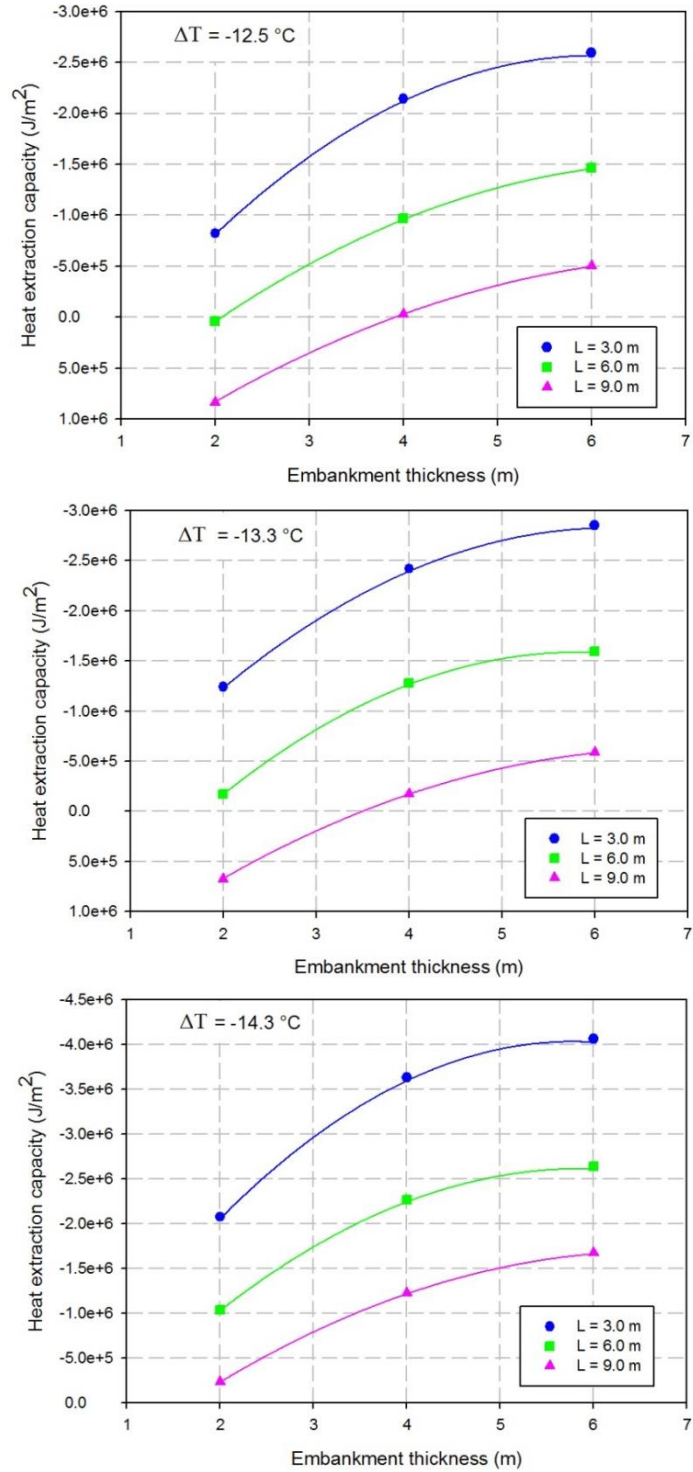 ΔT = -12.5 °C
Heat extraction capacity (J/m²)
-3.0e+6
-2.5e+6
-2.0e+6
-1.5e+6
-1.0e+6
-5.0e+5
0.0
5.0e+5
1.0e+6
L = 3.0 m
L = 6.0 m
L = 9.0 m
1 2 3 4 5 6 7
Embankment thickness (m)
ΔT = -13.3 °C
Heat extraction capacity (J/m²)
-3.0e+6
-2.5e+6
-2.0e+6
-1.5e+6
-1.0e+6
-5.0e+5
0.0
5.0e+5
1.0e+6
L = 3.0 m
L = 6.0 m
L = 9.0 m
1 2 3 4 5 6 7
Embankment thickness (m)
ΔT = -14.3 °C
Heat extraction capacity (J/m²)
-4.5e+6
-4.0e+6
-3.5e+6
-3.0e+6
-2.5e+6
-2.0e+6
-1.5e+6
-1.0e+6
-5.0e+5
0.0
L = 3.0 m
L = 6.0 m
L = 9.0 m
1 2 3 4 5 6 7
Embankment thickness (m)